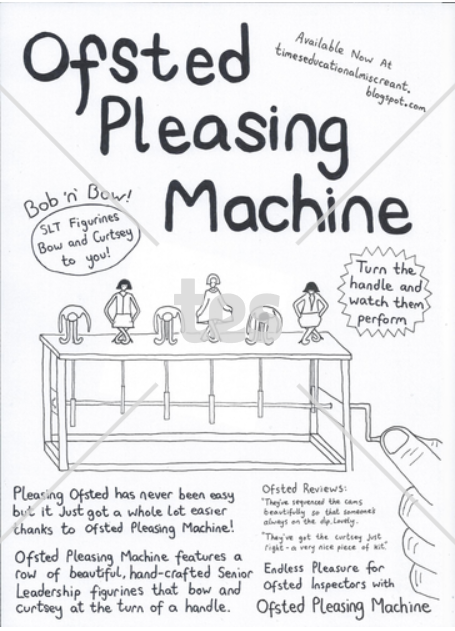 Ofsted
Pleasing
Machine
Available Now At
timeseducationalmiscreant.
blogspot.com
Bob 'n' Bow!
SLT Figurines
Bow and Curtsey
to you!
Turn the
handle and
watch them
perform
tes
Pleasing Ofsted has never been easy
but it Just got a whole lot easier
thanks to Ofsted Pleasing Machine!
Ofsted Pleasing Machine features a
row of beautiful, hand-crafted Senior
Leadership figurines that bow and
curtsey at the turn of a handle.
Ofsted Reviews:
"They've sequenced the cams
beautifully so that someone's
always on the dip. Lovely.
"They've got the curtsey Just
right - a very nice piece of kit."
Endless Pleasure for
Ofsted Inspectors with
Ofsted Pleasing Machine